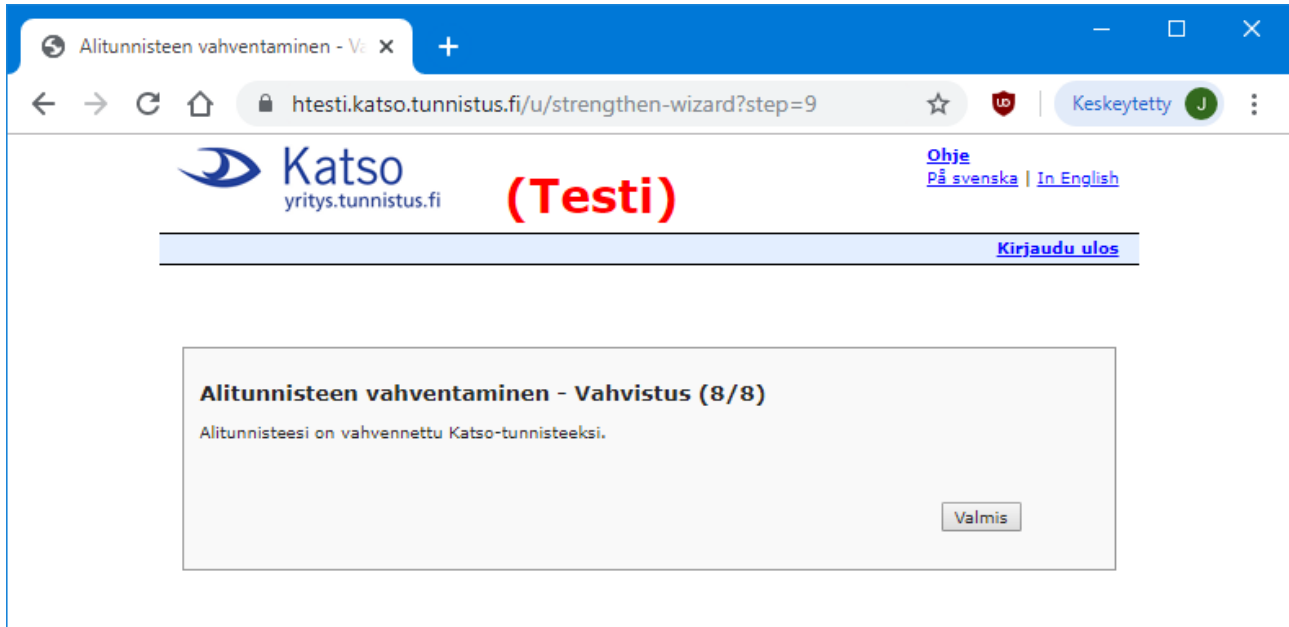 Alitunnisteen vahventaminen - Va
htesti.katso.tunnistus.fi/u/strengthen-wizard?step=9
Keskeytetty J
Katso
yritys.tunnistus.fi
(Testi)
Ohje
På svenska | In English
Kirjaudu ulos
Alitunnisteen vahventaminen - Vahvistus (8/8)
Alitunnisteesi on vahvennettu Katso-tunnisteeksi.
Valmis